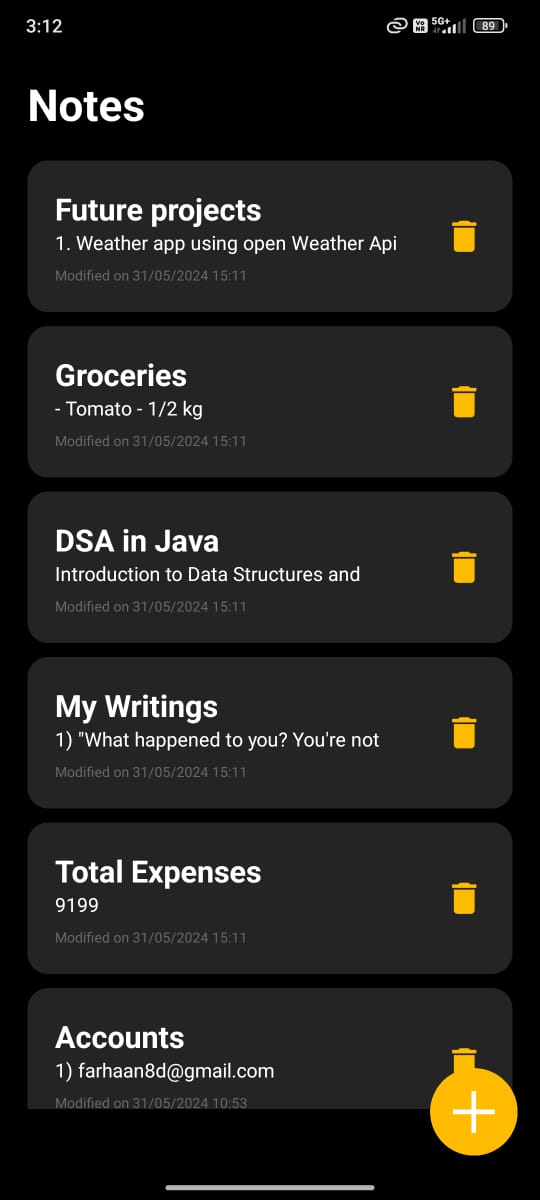 3:12
Vo
NR
5G+
89
Notes
Future projects
1. Weather app using open Weather Api
Modified on 31/05/2024 15:11
Groceries
- Tomato - 1/2 kg
Modified on 31/05/2024 15:11
DSA in Java
Introduction to Data Structures and
Modified on 31/05/2024 15:11
My Writings
1) "What happened to you? You're not
Modified on 31/05/2024 15:11
Total Expenses
9199
Modified on 31/05/2024 15:11
Accounts
1) farhaan8d@gmail.com
Modified on 31/05/2024 10:53